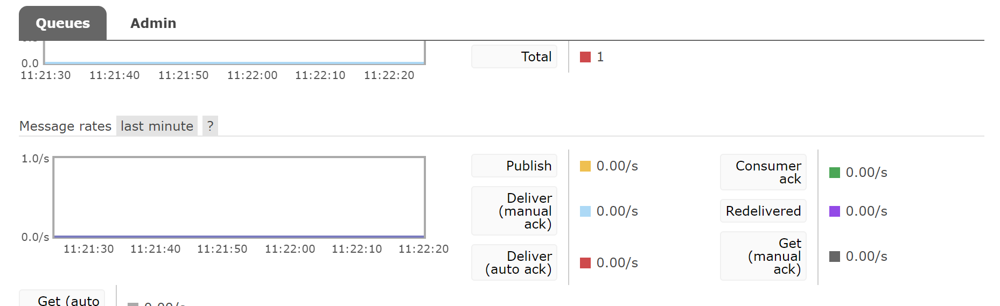 Queues Admin
0.0
11:21:30 11:21:40 11:21:50 11:22:00 11:22:10 11:22:20
Total 1
Message rates last minute ?
1.0/s
0.0/s
11:21:30 11:21:40 11:21:50 11:22:00 11:22:10 11:22:20
Publish 0.00/s
Deliver
(manual
ack) 0.00/s
Deliver
(auto ack) 0.00/s
Consumer
ack 0.00/s
Redelivered 0.00/s
Get
(manual
ack) 0.00/s
Get (auto